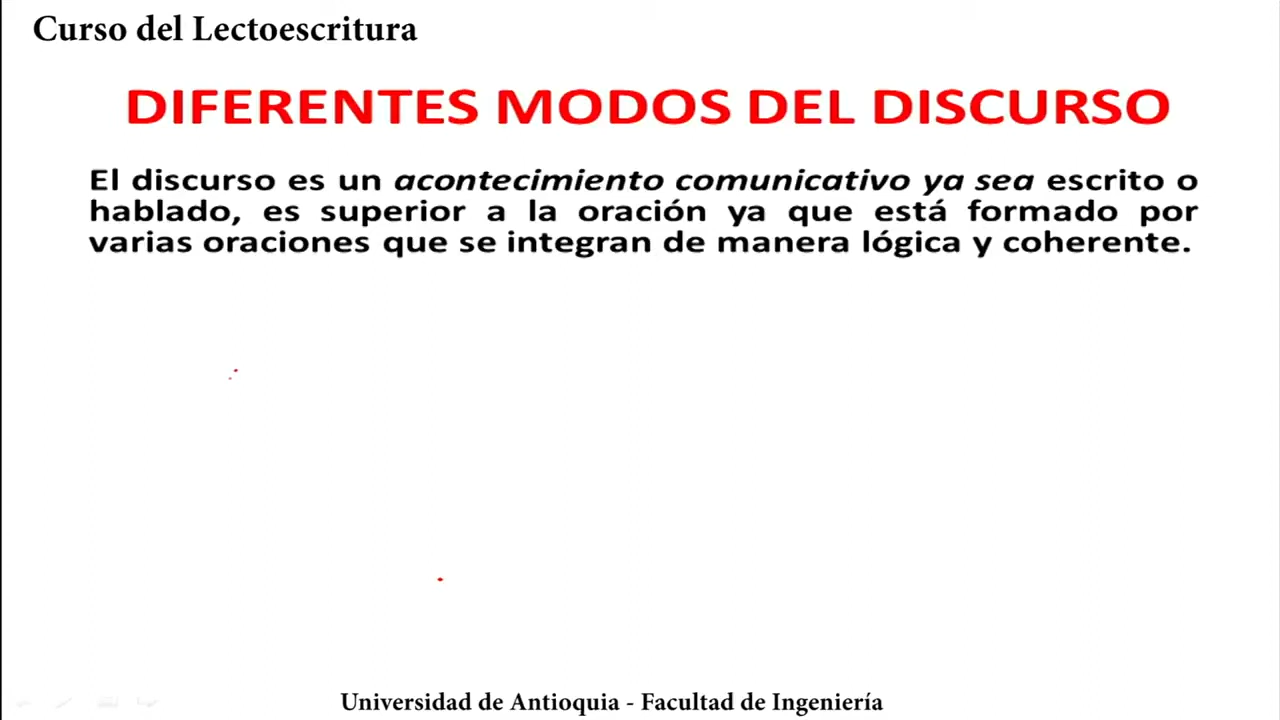 Curso del Lectoescritura
DIFERENTES MODOS DEL DISCURSO
El discurso es un acontecimiento comunicativo ya sea escrito o
hablado, es superior a la oración ya que está formado por
varias oraciones que se integran de manera lógica y coherente.
Universidad de Antioquia - Facultad de Ingeniería